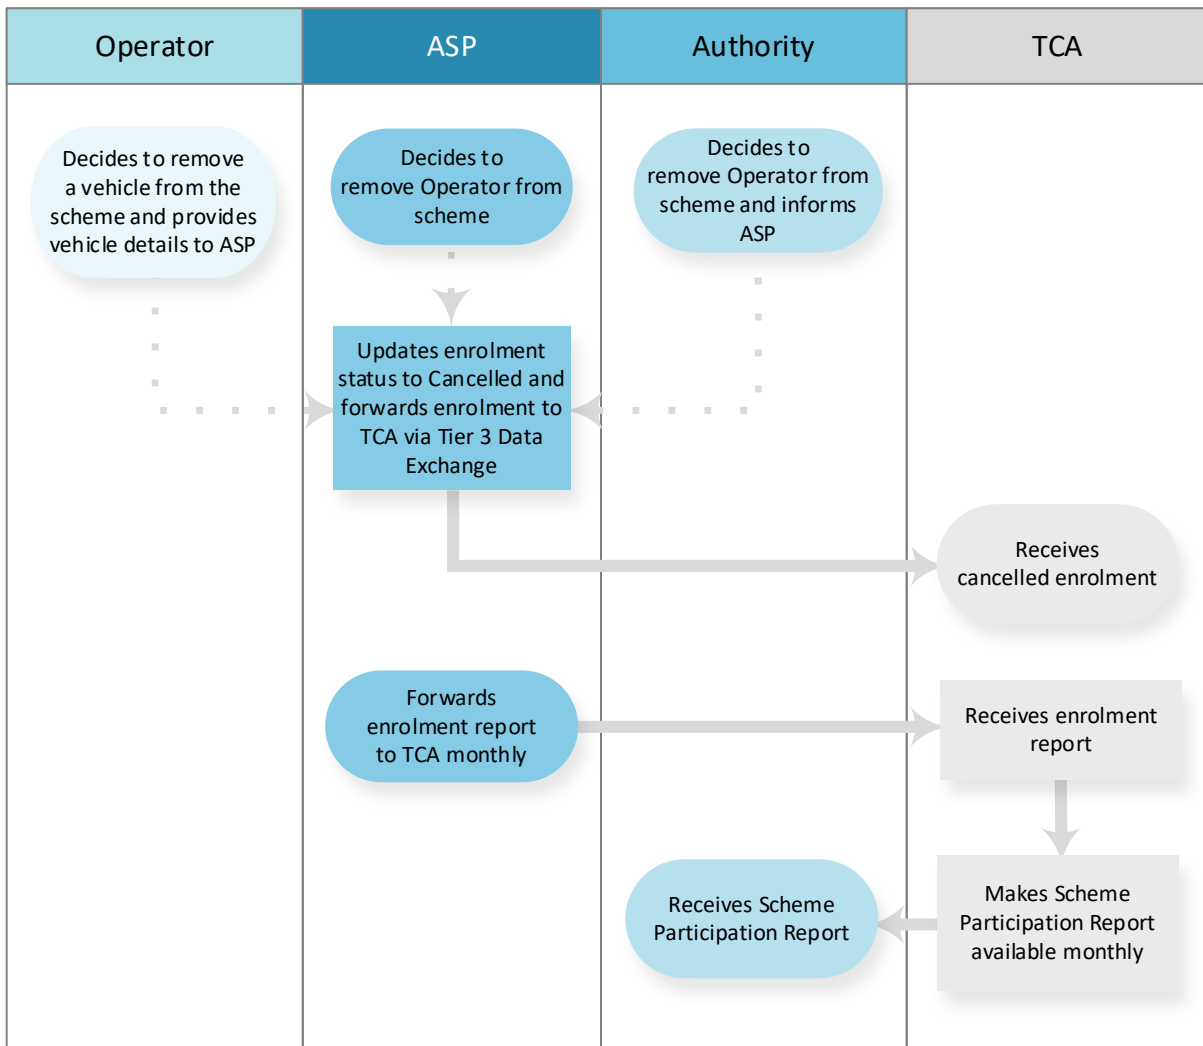 Operator
ASP
Authority
TCA
Decides to remove
a vehicle from the
scheme and provides
vehicle details to ASP
Decides to
remove Operator from
scheme
Decides to
remove Operator from
scheme and informs
ASP
Updates enrolment
status to Cancelled and
forwards enrolment to
TCA via Tier 3 Data
Exchange
Receives
cancelled enrolment
Forwards
enrolment report
to TCA monthly
Receives enrolment
report
Receives Scheme
Participation Report
Makes Scheme
Participation Report
available monthly